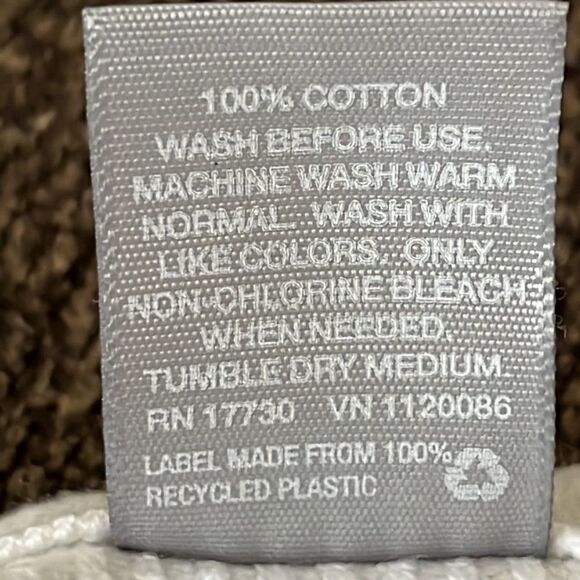 100% COTTON
WASH BEFORE USE.
MACHINE WASH WARM
NORMAL. WASH WITH
LIKE COLORS. ONLY
NON-CHLORINE BLEACH
WHEN NEEDED.
TUMBLE DRY MEDIUM.
RN 17730 VN 1120086
LABEL MADE FROM 100%
RECYCLED PLASTIC